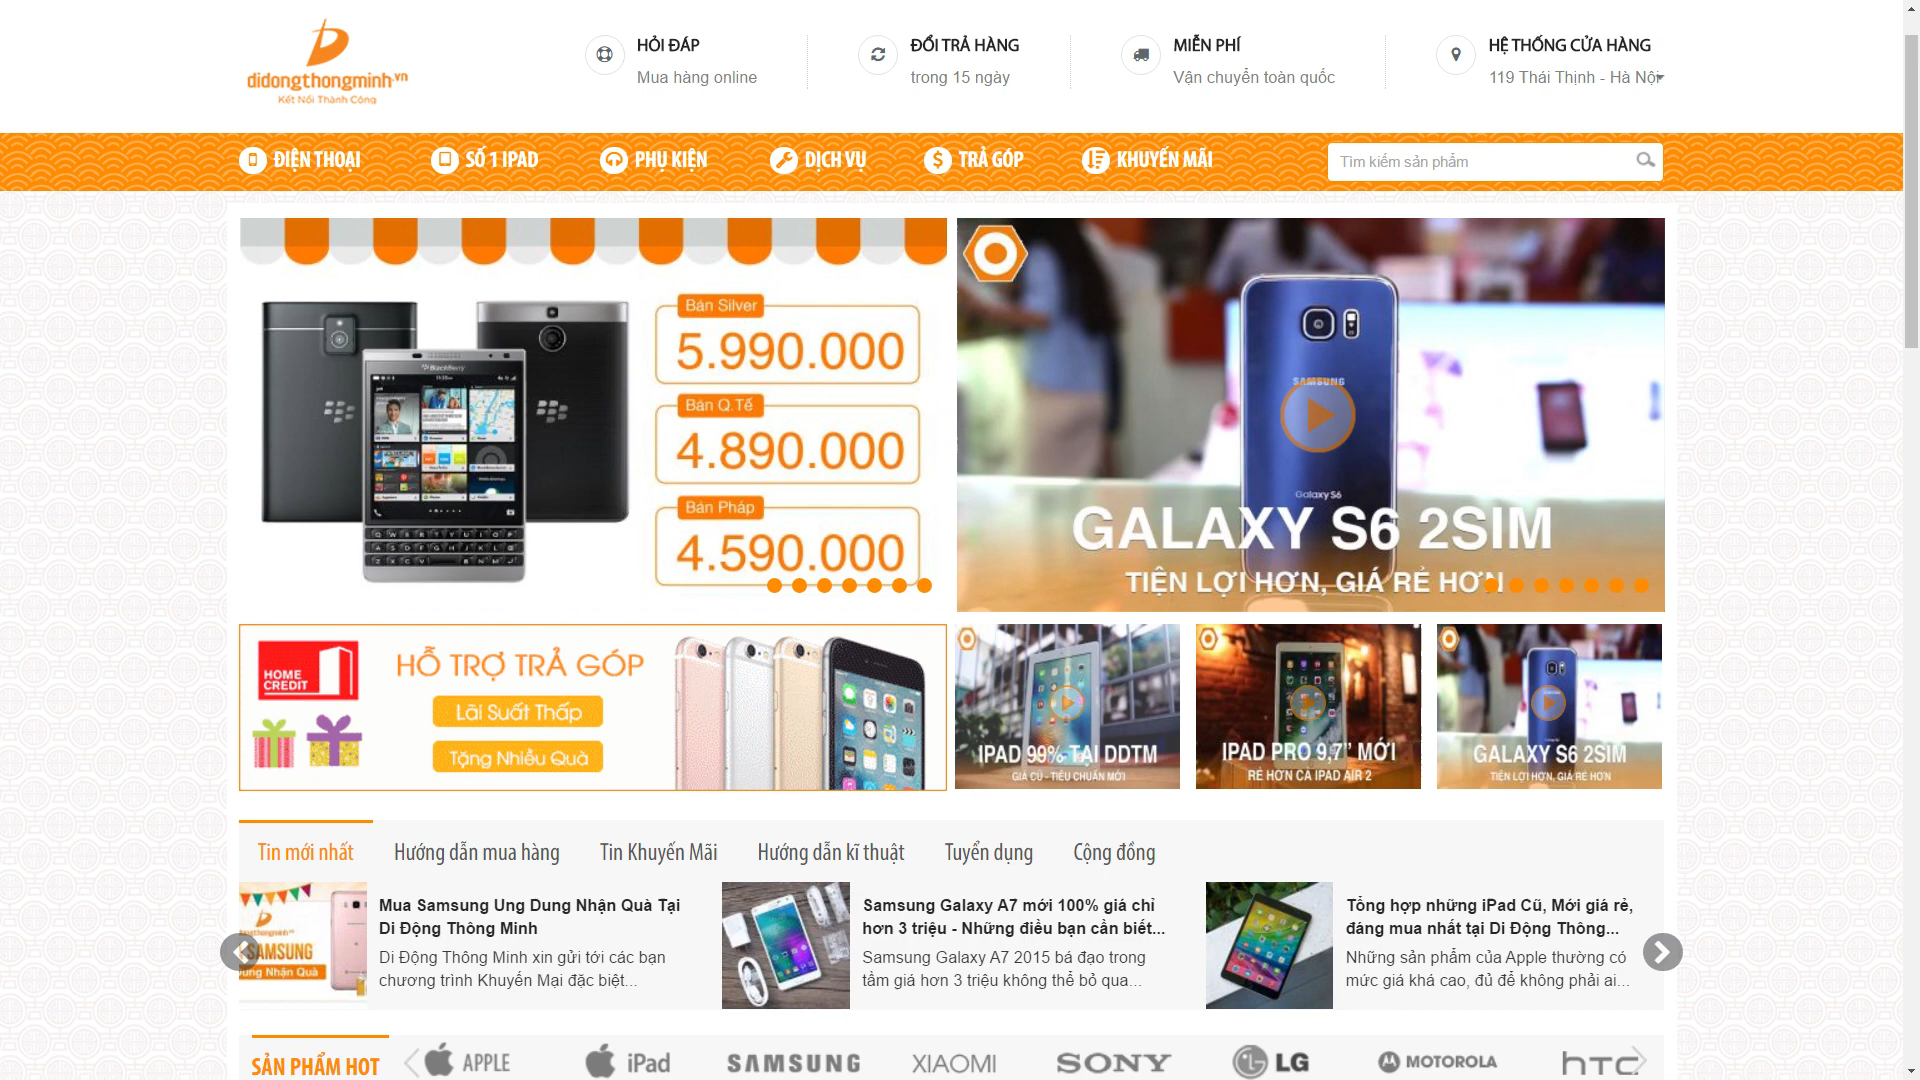 didongthongminh.vn
Kết Nối Thành Công
HỎI ĐÁP
Mua hàng online
ĐỔI TRẢ HÀNG
trong 15 ngày
MIỄN PHÍ
Vận chuyển toàn quốc
HỆ THỐNG CỬA HÀNG
119 Thái Thịnh - Hà Nội
ĐIỆN THOẠI
SỐ 1 IPAD
PHỤ KIỆN
DỊCH VỤ
TRẢ GÓP
KHUYẾN MÃI
Tìm kiếm sản phẩm
Bán Silver
5.990.000
Bán Q.Tế
4.890.000
Bán Pháp
4.590.000
BlackBerry
SAMSUNG
Galaxy S6
GALAXY S6 2SIM
TIỆN LỢI HƠN, GIÁ RẺ HƠN
HOME CREDIT
HỖ TRỢ TRẢ GÓP
Lãi Suất Thấp
Tặng Nhiều Quà
IPAD 99% TẠI DDTM
GIÁ CŨ - TIÊU CHUẨN MỚI
IPAD PRO 9,7” MỚI
RẺ HƠN CẢ IPAD AIR 2
GALAXY S6 2SIM
TIỆN LỢI HƠN, GIÁ RẺ HƠN
Tin mới nhất
Hướng dẫn mua hàng
Tin Khuyến Mãi
Hướng dẫn kĩ thuật
Tuyển dụng
Cộng đồng
SAMSUNG
Dung Nhận Quà
Mua Samsung Ung Dung Nhận Quà Tại
Di Động Thông Minh
Di Động Thông Minh xin gửi tới các bạn
chương trình Khuyến Mại đặc biệt...
Samsung Galaxy A7 mới 100% giá chỉ
hơn 3 triệu - Những điều bạn cần biết...
Samsung Galaxy A7 2015 bá đạo trong
tầm giá hơn 3 triệu không thể bỏ qua...
Tổng hợp những iPad Cũ, Mới giá rẻ,
đáng mua nhất tại Di Động Thông...
Những sản phẩm của Apple thường có
mức giá khá cao, đủ để không phải ai...
SẢN PHẨM HOT
APPLE
iPad
SAMSUNG
XIAOMI
SONY
LG
MOTOROLA
hTC